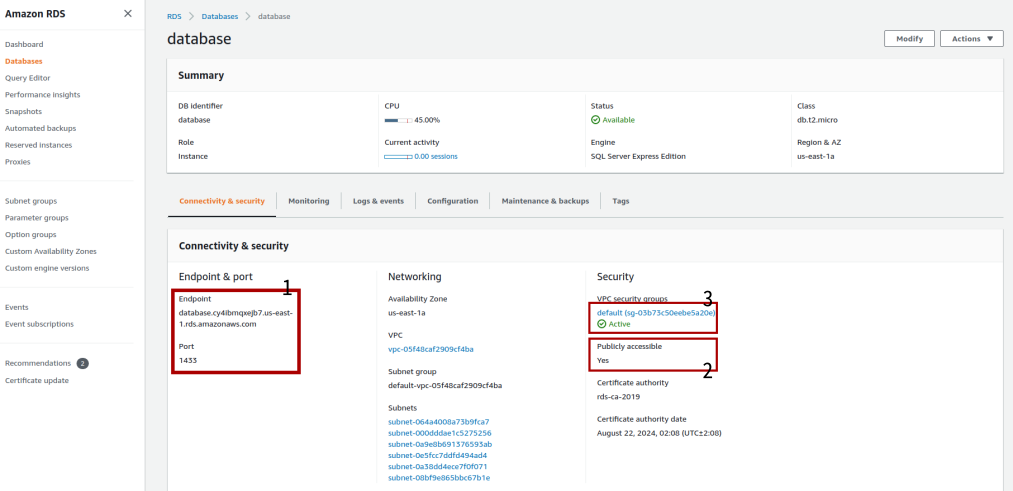 Amazon RDS
Dashboard
Databases
Query Editor
Performance insights
Snapshots
Automated backups
Reserved instances
Proxies
Subnet groups
Parameter groups
Option groups
Custom Availability Zones
Custom engine versions
Events
Event subscriptions
Recommendations 2
Certificate update
RDS > Databases > database
database
Modify
Actions
Summary
DB identifier
database
CPU
45.00%
Status
Available
Class
db.t2.micro
Role
Instance
Current activity
0.00 sessions
Engine
SQL Server Express Edition
Region & AZ
us-east-1a
Connectivity & security Monitoring Logs & events Configuration Maintenance & backups Tags
Connectivity & security
Endpoint & port
1
Endpoint
database.cy4ibmqxejb7.us-east-
1.rds.amazonaws.com
Port
1433
Networking
Availability Zone
us-east-1a
VPC
vpc-05f48caf2909cf4ba
Subnet group
default-vpc-05f48caf2909cf4ba
Subnets
subnet-064a4008a73b9fca7
subnet-000dddae1c5275256
subnet-0a9e8b691376593ab
subnet-0e5fcc7ddfd494ad4
subnet-0a38dd4ece7f0f071
subnet-08bf9e865bbc67b1e
Security
3
VPC security groups
default (sg-03b73c50eebe5a20e)
Active
Publicly accessible
Yes
2
Certificate authority
rds-ca-2019
Certificate authority date
August 22, 2024, 02:08 (UTC±2:08)